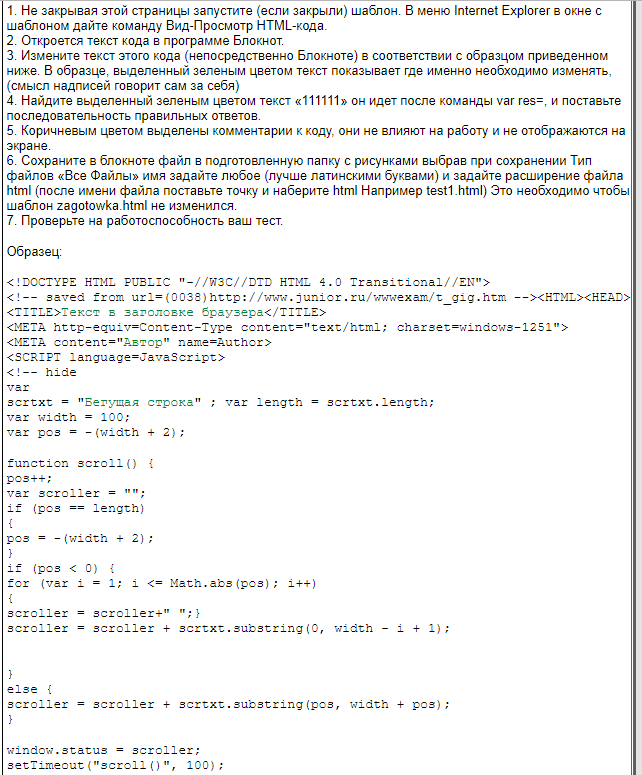 1. Не закрывая этой страницы запустите (если закрыли) шаблон. В меню Internet Explorer в окне с
шаблоном дайте команду Вид-Просмотр HTML-кода.
2. Откроется текст кода в программе Блокнот.
3. Измените текст этого кода (непосредственно Блокноте) в соответствии с образцом приведенном
ниже. В образце, выделенный зеленым цветом текст показывает где именно необходимо изменять,
(смысл надписей говорит сам за себя)
4. Найдите выделенный зеленым цветом текст «111111» он идет после команды var res=, и поставьте
последовательность правильных ответов.
5. Коричневым цветом выделены комментарии к коду, они не влияют на работу и не отображаются на
экране.
6. Сохраните в блокноте файл в подготовленную папку с рисунками выбрав при сохранении Тип
файлов «Все Файлы» имя задайте любое (лучше латинскими буквами) и задайте расширение файла
html (после имени файла поставьте точку и наберите html Например test1.html) Это необходимо чтобы
шаблон zagotowka.html не изменился.
7. Проверьте на работоспособность ваш тест.
Образец:
<!DOCTYPE HTML PUBLIC "-//W3C//DTD HTML 4.0 Transitional//EN">
<!-- saved from url=(0038)http://www.junior.ru/wwwexam/t_gig.htm --><HTML><HEAD>
<TITLE>Текст в заголовке браузера</TITLE>
<META http-equiv=Content-Type content="text/html; charset=windows-1251">
<META content="Автор" name=Author>
<SCRIPT language=JavaScript>
<!-- hide
var
scrtxt = "Бегущая строка" ; var length = scrtxt.length;
var width = 100;
var pos = -(width + 2);
function scroll() {
pos++;
var scroller = "";
if (pos == length)
{
pos = -(width + 2);
}
if (pos < 0) {
for (var i = 1; i <= Math.abs(pos); i++)
{
scroller = scroller+" ";}
scroller = scroller + scrtxt.substring(0, width - i + 1);
}
else {
scroller = scroller + scrtxt.substring(pos, width + pos);
}
window.status = scroller;
setTimeout("scroll()", 100);